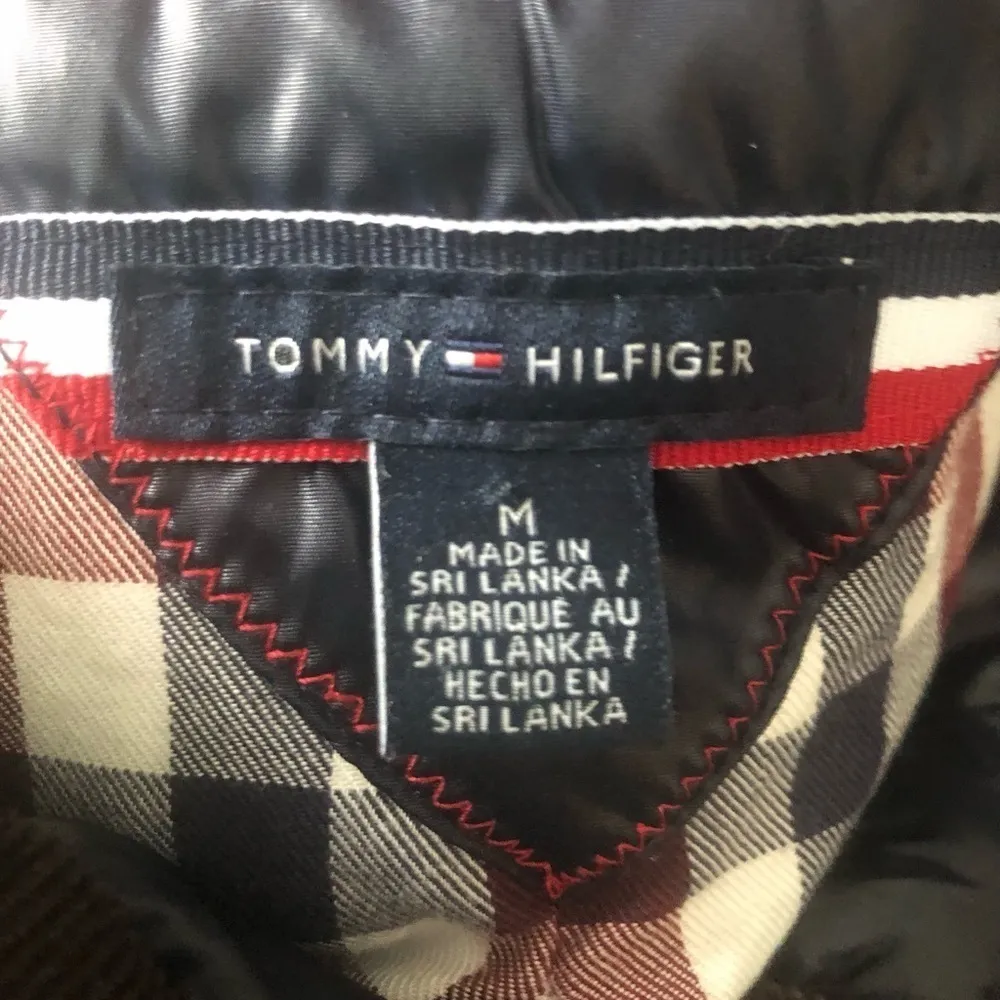 TOMMY HILFIGER
M
MADE IN
SRI LANKA /
FABRIQUÉ AU
SRI LANKA /
HECHO EN
SRI LANKA